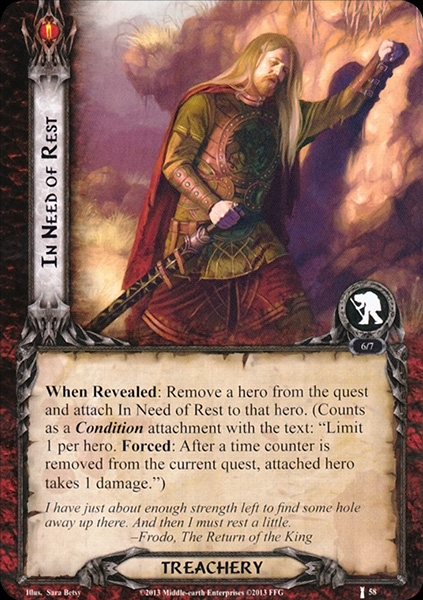 IN NEED OF REST
6/7
When Revealed: Remove a hero from the quest
and attach In Need of Rest to that hero. (Counts
as a Condition attachment with the text: “Limit
1 per hero. Forced: After a time counter is
removed from the current quest, attached hero
takes 1 damage.”)
I have just about enough strength left to find some hole
away up there. And then I must rest a little.
–Frodo, The Return of the King
TREACHERY
Illus. Sara Betsy
©2013 Middle-earth Enterprises ©2013 FFG
58